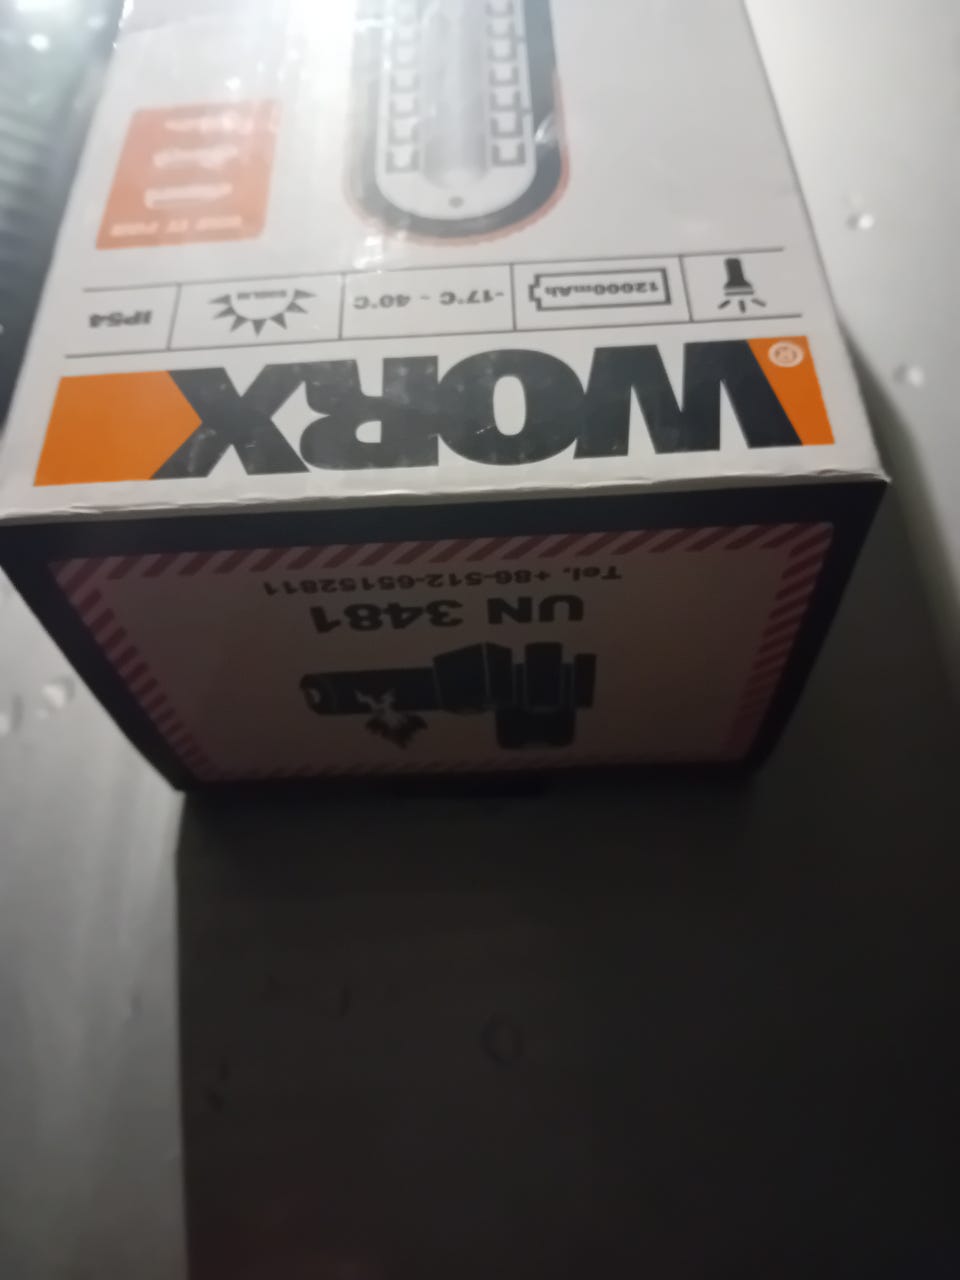 12000mAh
-17°C ~ 40°C
IP54
WORX®
UN 3481
Tel. +86-512-65152811